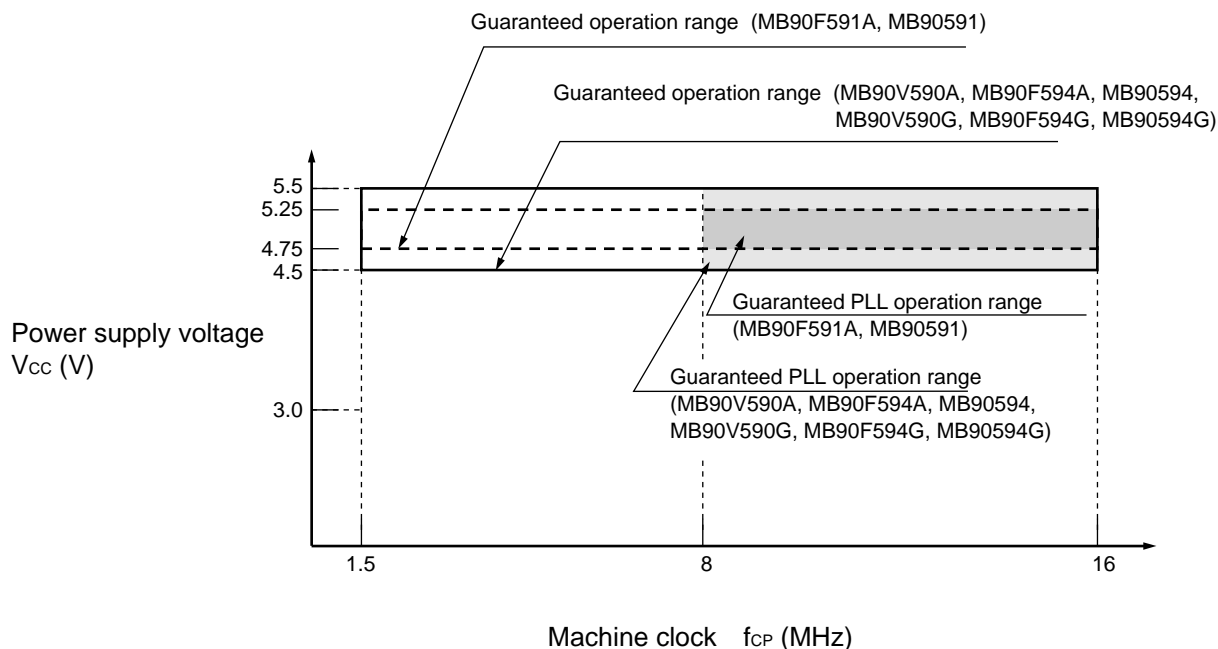 Guaranteed operation range (MB90F591A, MB90591)
Guaranteed operation range (MB90V590A, MB90F594A, MB90594,
MB90V590G, MB90F594G, MB90594G)
5.5
5.25
4.75
4.5
Guaranteed PLL operation range
(MB90F591A, MB90591)
Power supply voltage
VCC (V)
Guaranteed PLL operation range
(MB90V590A, MB90F594A, MB90594,
MB90V590G, MB90F594G, MB90594G)
3.0
1.5
8
16
Machine clock fCP (MHz)